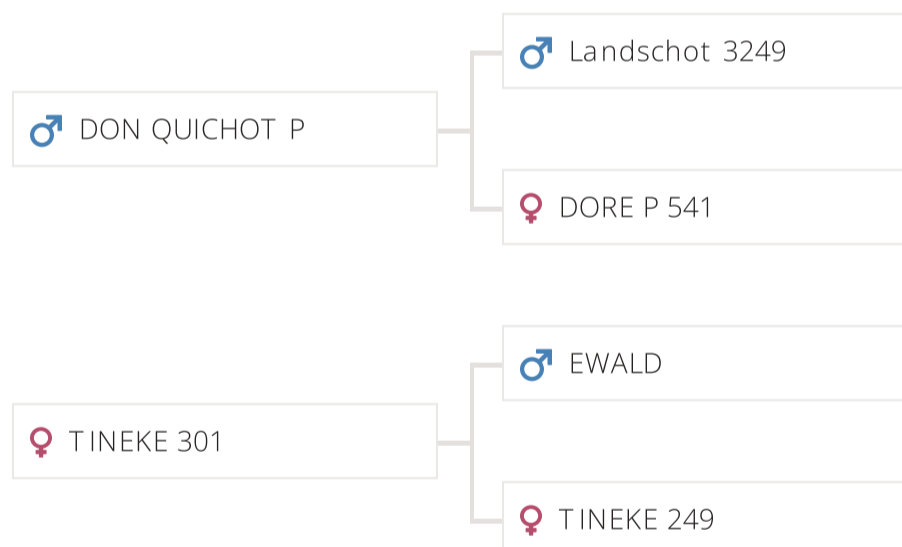 Landschot 3249
DON QUICHOT P
DORE P 541
EWALD
TINEKE 301
TINEKE 249